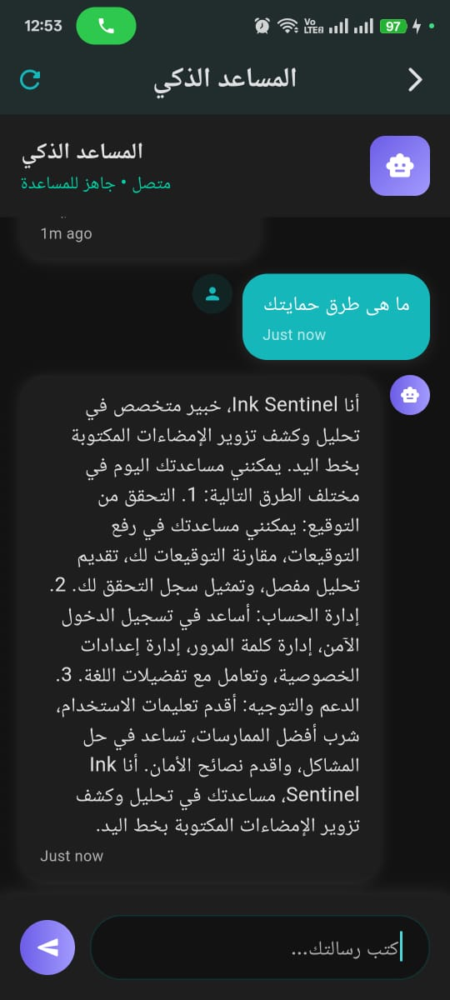 12:53
Vo LTE
97
المساعد الذكي
المساعد الذكي
متصل • جاهز للمساعدة
1m ago
ما هى طرق حمايتك
Just now
أنا Ink Sentinel، خبير متخصص في
تحليل وكشف تزوير الإمضاءات المكتوبة
بخط اليد. يمكنني مساعدتك اليوم في
مختلف الطرق التالية: 1. التحقق من
التوقيع: يمكنني مساعدتك في رفع
التوقيعات، مقارنة التوقيعات لك، تقديم
تحليل مفصل، وتمثيل سجل التحقق لك. 2.
إدارة الحساب: أساعد في تسجيل الدخول
الآمن، إدارة كلمة المرور، إدارة إعدادات
الخصوصية، وتعامل مع تفضيلات اللغة. 3.
الدعم والتوجيه: أقدم تعليمات الاستخدام،
شرب أفضل الممارسات، تساعد في حل
المشاكل، واقدم نصائح الأمان. أنا Ink
Sentinel، مساعدتك في تحليل وكشف
تزوير الإمضاءات المكتوبة بخط اليد.
Just now
كتب رسالتك...